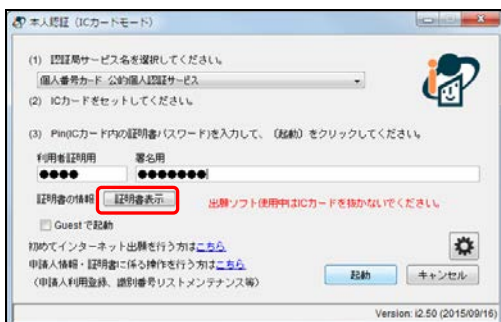 本人認証（ICカードモード）
(1) 認証局サービス名を選択してください。
個人番号カード 公的個人認証サービス
(2) ICカードをセットしてください。
(3) Pin(ICカード内の証明書パスワード)を入力して、（起動）をクリックしてください。
利用者証明用 署名用
●●●● ●●●●●●●
証明書の情報 証明書表示 出願ソフト使用中はICカードを抜かないでください。
Guestで起動
初めてインターネット出願を行う方はこちら
申請人情報・証明書に係る操作を行う方はこちら
（申請人利用登録、識別番号リストメンテナンス等）
起動 キャンセル
Version: i2.50 (2015/09/16)